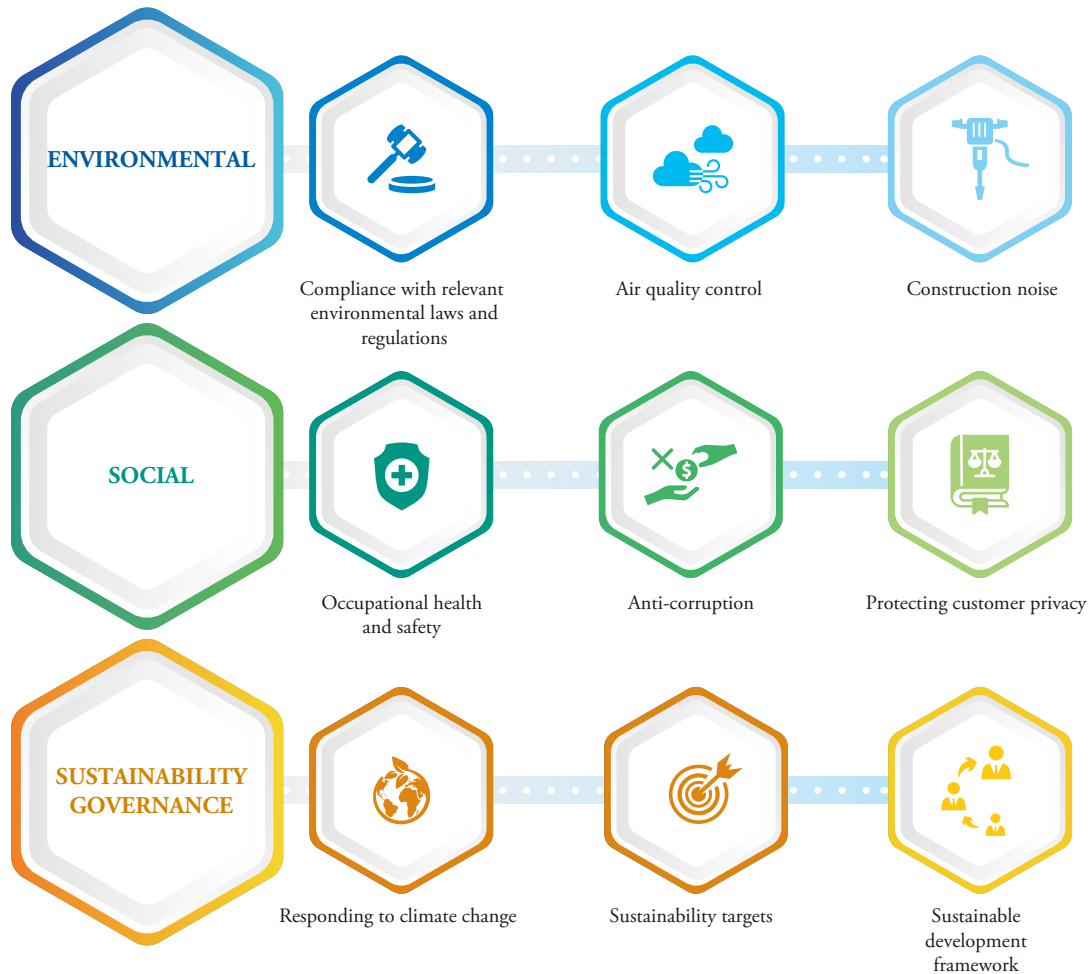 ENVIRONMENTAL
Compliance with relevant
environmental laws and
regulations
Air quality control
Construction noise
SOCIAL
$
Occupational health
and safety
Anti-corruption
Protecting customer privacy
SUSTAINABILITY
GOVERNANCE
Responding to climate change
Sustainability targets
Sustainable
development
framework